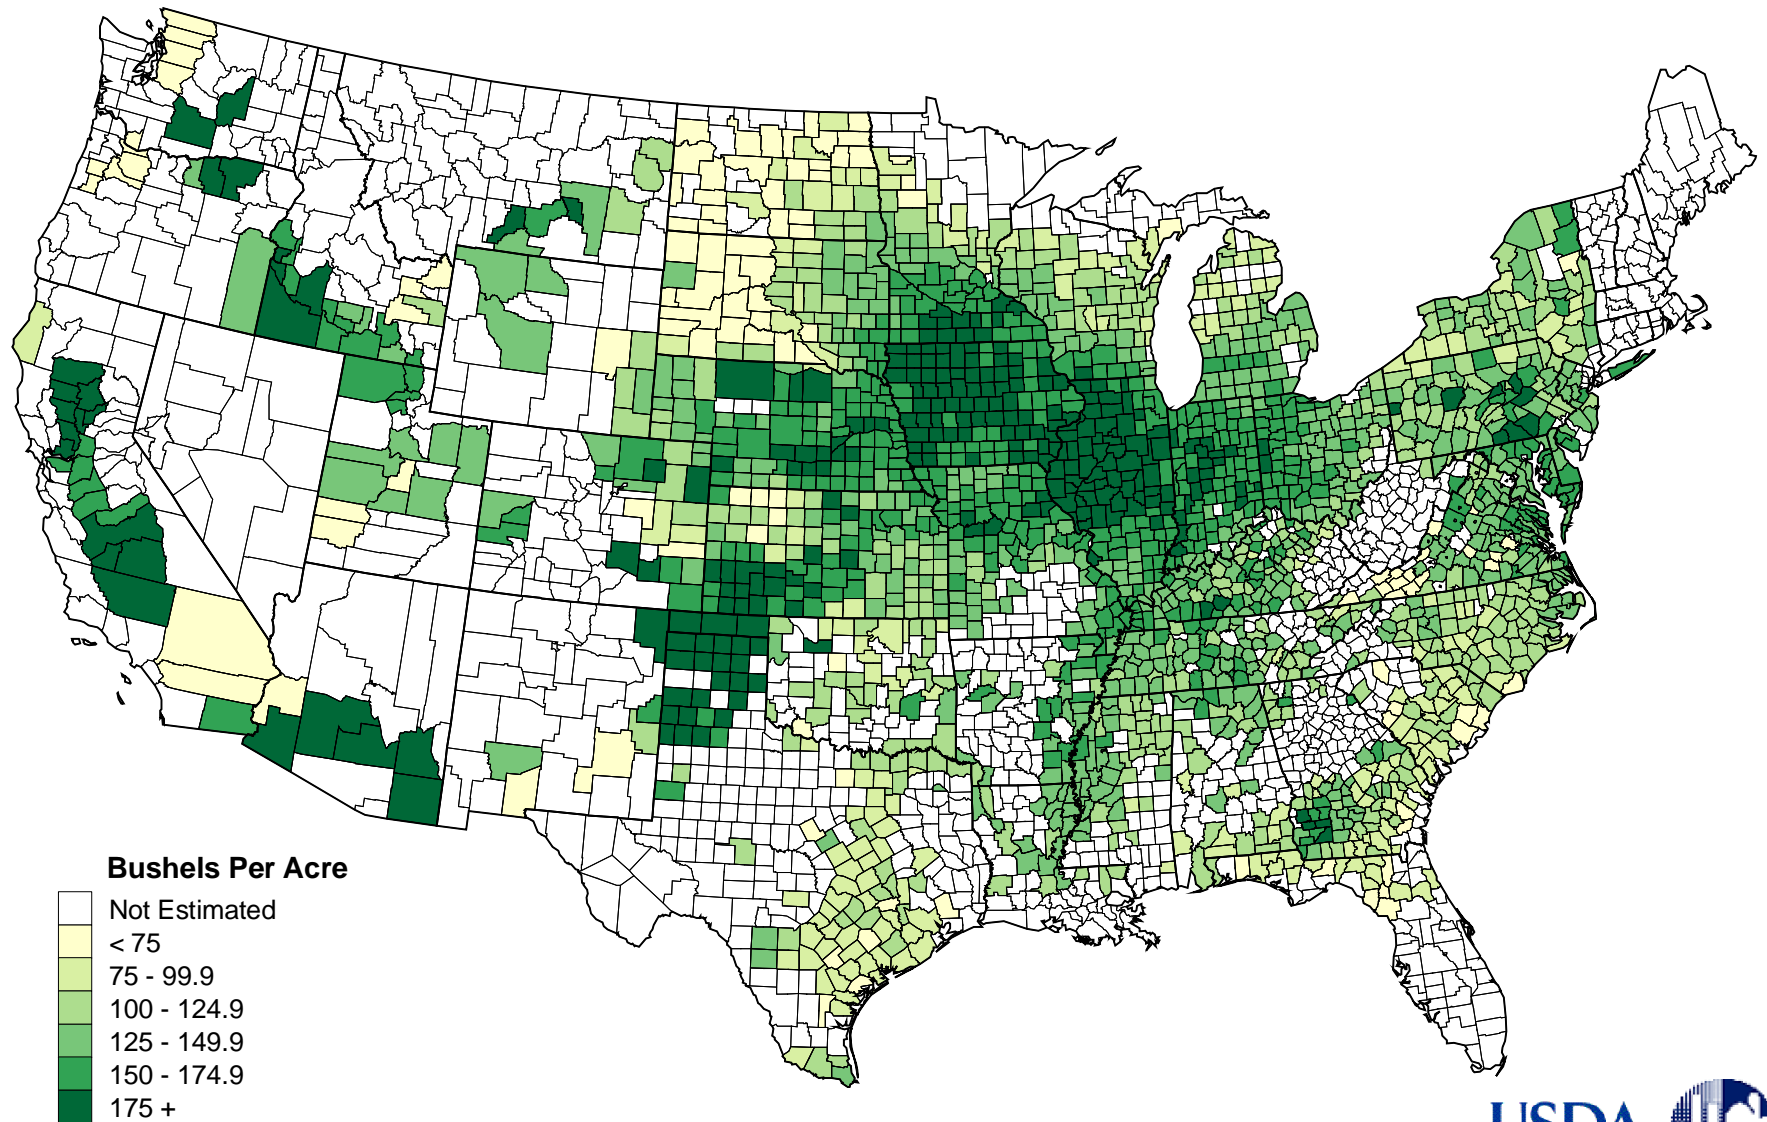 Bushels Per Acre
Not Estimated
< 75
75 - 99.9
100 - 124.9
125 - 149.9
150 - 174.9
175 +
USDA